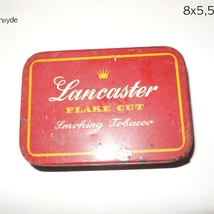 8x5,5
Lancaster
FLAKE CUT
Smoking Tobacco